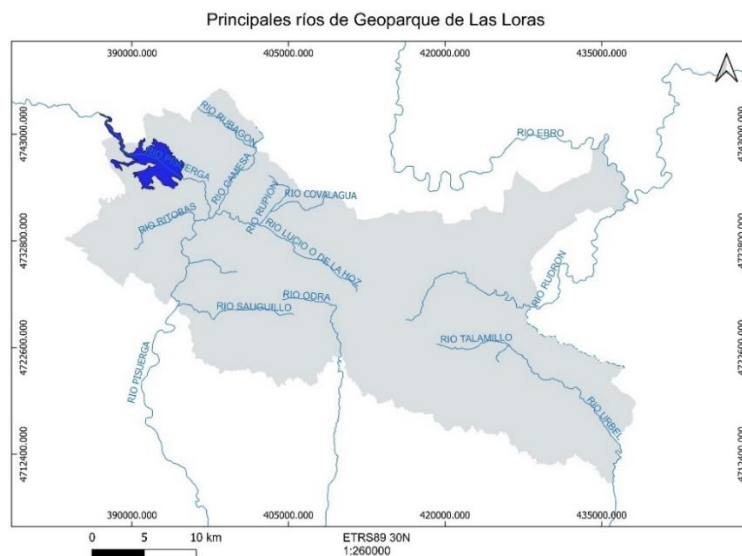 Principales ríos de Geoparque de Las Loras
390000.000 405000.000 420000.000 435000.000
4743000.000 4743000.000
RIO RUBAGON
RIO EBRO
RIO PISUERGA
RIO CAMESA
RIO COVALAGUA
RIO RUPION
RIO RITOBAS
4732800.000 4732800.000
RIO LUCIO O DE LA HOZ
RIO RUDRON
RIO ODRA
RIO SAUGUILLO
RIO TALAMILLO
4722600.000 4722600.000
RIO PISUERGA
RIO URBEL
4712400.000 4712400.000
390000.000 405000.000 420000.000 435000.000
0 5 10 km
ETRS89 30N
1:260000